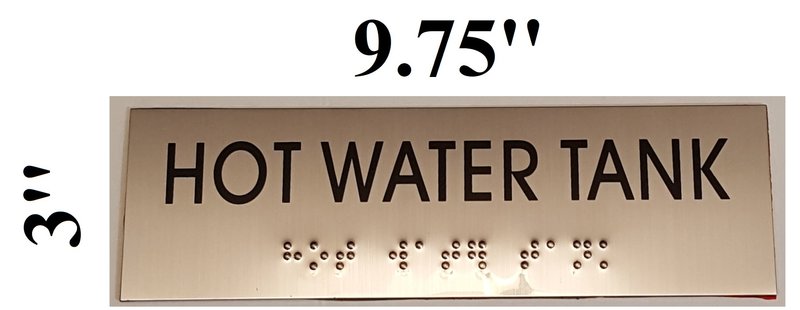 9.75"
3"
HOT WATER TANK